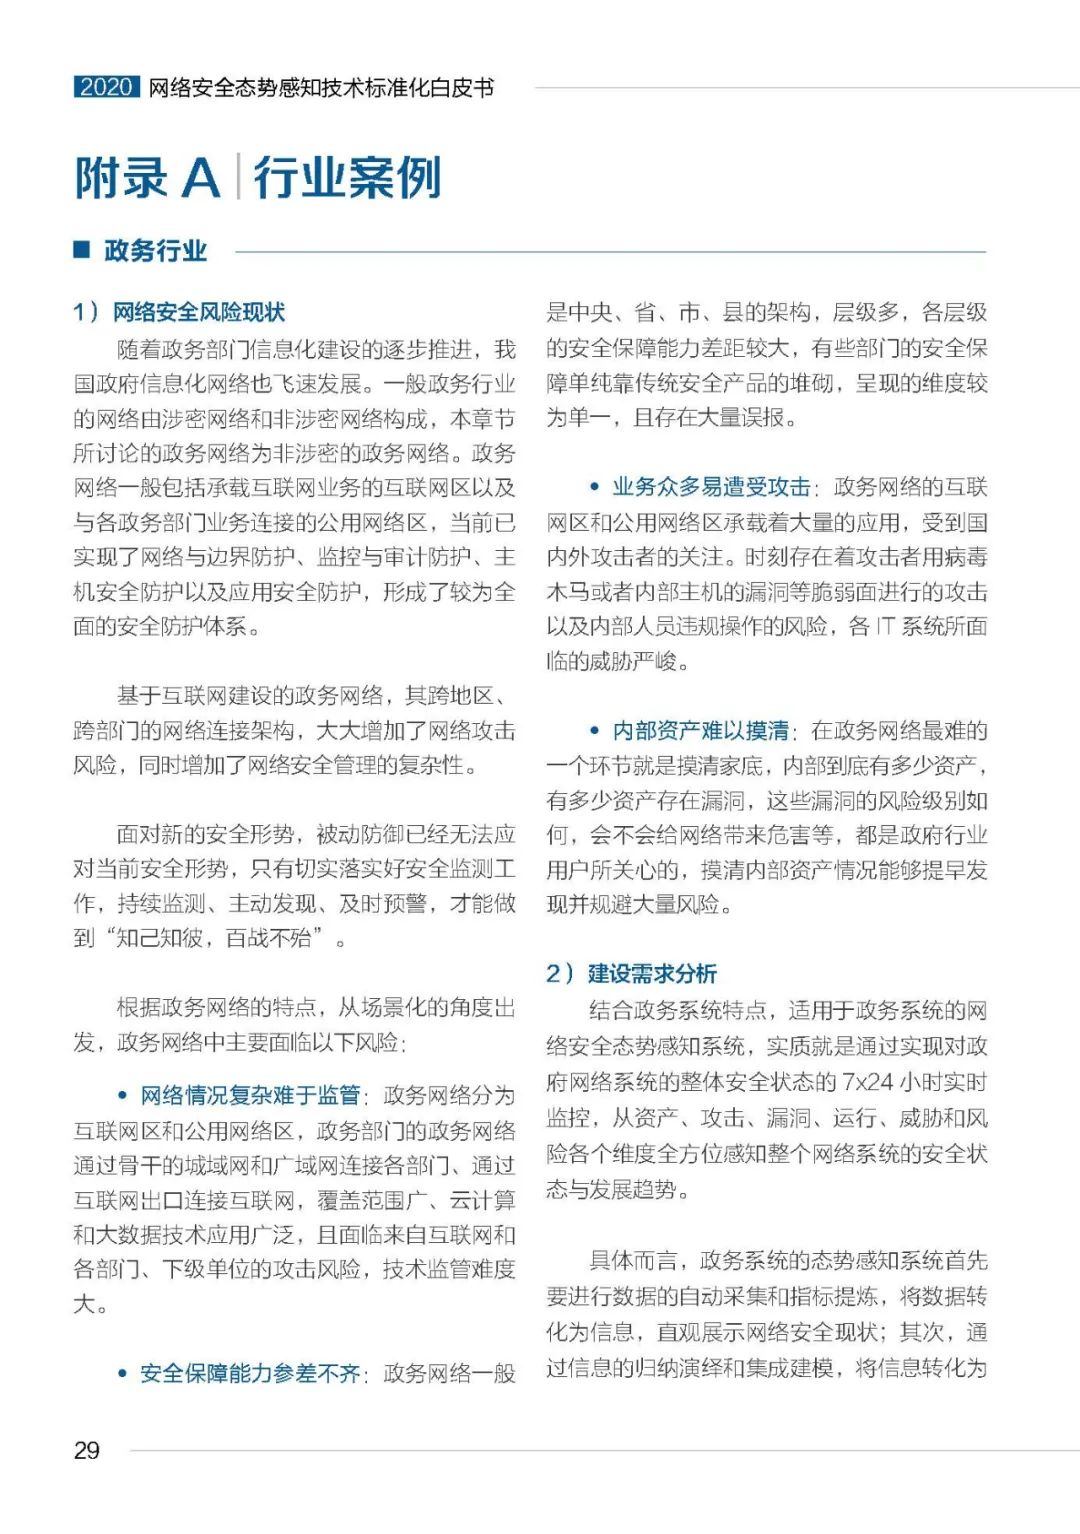 2020 网络安全态势感知技术标准化白皮书
附录 A 行业案例
■ 政务行业
1）网络安全风险现状
随着政务部门信息化建设的逐步推进，我
国政府信息化网络也飞速发展。一般政务行业
的网络由涉密网络和非涉密网络构成，本章节
所讨论的政务网络为非涉密的政务网络。政务
网络一般包括承载互联网业务的互联网区以及
与各政务部门业务连接的公用网络区，当前已
实现了网络与边界防护、监控与审计防护、主
机安全防护以及应用安全防护，形成了较为全
面的安全防护体系。
基于互联网建设的政务网络，其跨地区、
跨部门的网络连接架构，大大增加了网络攻击
风险，同时增加了网络安全管理的复杂性。
面对新的安全形势，被动防御已经无法应
对当前安全形势，只有切实落实好安全监测工
作，持续监测、主动发现、及时预警，才能做
到“知己知彼，百战不殆”。
根据政务网络的特点，从场景化的角度出
发，政务网络中主要面临以下风险：
• 网络情况复杂难于监管：政务网络分为
互联网区和公用网络区，政务部门的政务网络
通过骨干的城域网和广域网连接各部门、通过
互联网出口连接互联网，覆盖范围广、云计算
和大数据技术应用广泛，且面临来自互联网和
各部门、下级单位的攻击风险，技术监管难度
大。
• 安全保障能力参差不齐：政务网络一般
是中央、省、市、县的架构，层级多，各层级
的安全保障能力差距较大，有些部门的安全保
障单纯靠传统安全产品的堆砌，呈现的维度较
为单一，且存在大量误报。
• 业务众多易遭受攻击：政务网络的互联
网区和公用网络区承载着大量的应用，受到国
内外攻击者的关注。时刻存在着攻击者用病毒
木马或者内部主机的漏洞等脆弱面进行的攻击
以及内部人员违规操作的风险，各 IT 系统所面
临的威胁严峻。
• 内部资产难以摸清：在政务网络最难的
一个环节就是摸清家底，内部到底有多少资产，
有多少资产存在漏洞，这些漏洞的风险级别如
何，会不会给网络带来危害等，都是政府行业
用户所关心的，摸清内部资产情况能够提早发
现并规避大量风险。
2）建设需求分析
结合政务系统特点，适用于政务系统的网
络安全态势感知系统，实质就是通过实现对政
府网络系统的整体安全状态的 7x24 小时实时
监控，从资产、攻击、漏洞、运行、威胁和风
险各个维度全方位感知整个网络系统的安全状
态与发展趋势。
具体而言，政务系统的态势感知系统首先
要进行数据的自动采集和指标提炼，将数据转
化为信息，直观展示网络安全现状；其次，通
过信息的归纳演绎和集成建模，将信息转化为
29